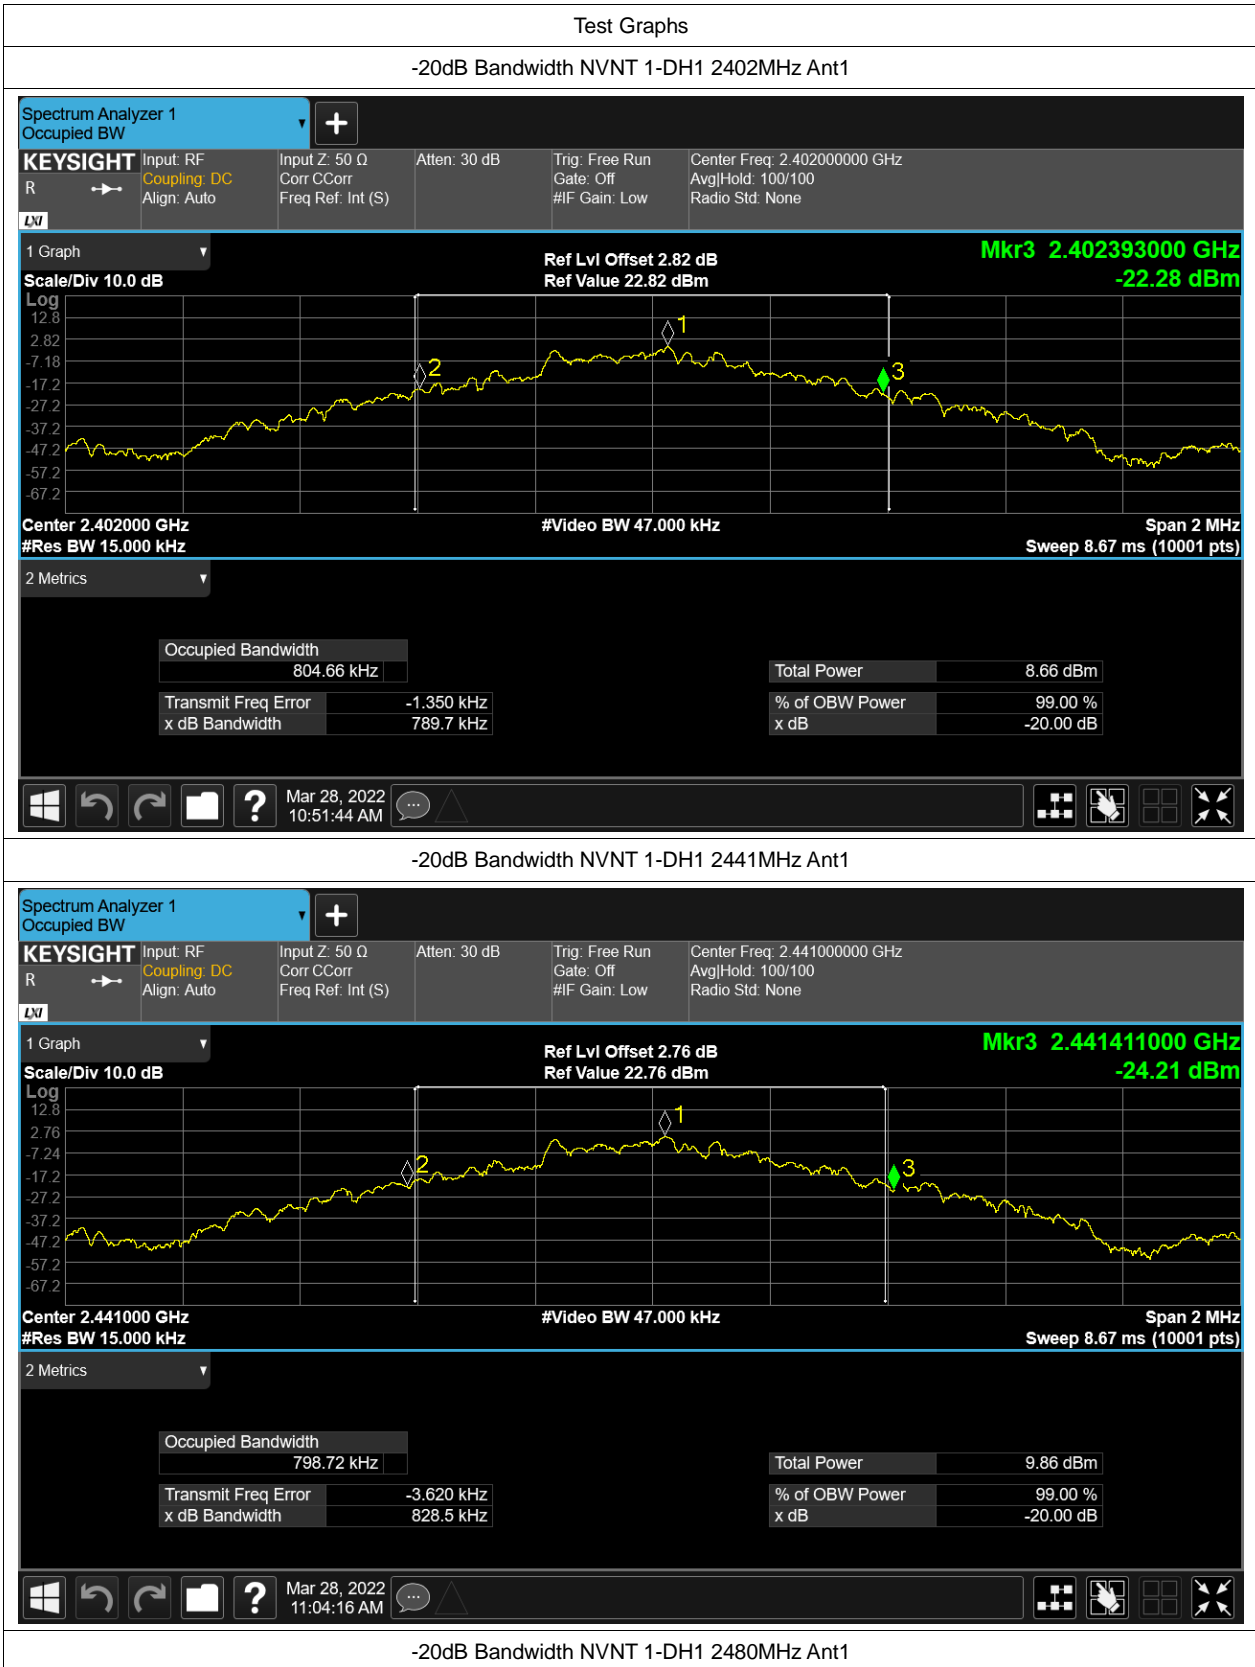 Test Graphs
-20dB Bandwidth NVNT 1-DH1 2402MHz Ant1
Spectrum Analyzer 1
Occupied BW
KEYSIGHT Input: RF Input Z: 50 Ω Atten: 30 dB Trig: Free Run Center Freq: 2.402000000 GHz
R Coupling: DC Corr CCorr Gate: Off Avg|Hold: 100/100
Align: Auto Freq Ref: Int (S) #IF Gain: Low Radio Std: None
LXI
1 Graph Ref Lvl Offset 2.82 dB Mkr3 2.402393000 GHz
Scale/Div 10.0 dB Ref Value 22.82 dBm -22.28 dBm
Log
12.8
1
2.82
-7.18
2
3
-17.2
-27.2
-37.2
-47.2
-57.2
-67.2
Center 2.402000 GHz #Video BW 47.000 kHz Span 2 MHz
#Res BW 15.000 kHz Sweep 8.67 ms (10001 pts)
2 Metrics
Occupied Bandwidth
804.66 kHz Total Power 8.66 dBm
Transmit Freq Error -1.350 kHz % of OBW Power 99.00 %
x dB Bandwidth 789.7 kHz x dB -20.00 dB
Mar 28, 2022
10:51:44 AM
-20dB Bandwidth NVNT 1-DH1 2441MHz Ant1
Spectrum Analyzer 1
Occupied BW
KEYSIGHT Input: RF Input Z: 50 Ω Atten: 30 dB Trig: Free Run Center Freq: 2.441000000 GHz
R Coupling: DC Corr CCorr Gate: Off Avg|Hold: 100/100
Align: Auto Freq Ref: Int (S) #IF Gain: Low Radio Std: None
LXI
1 Graph Ref Lvl Offset 2.76 dB Mkr3 2.441411000 GHz
Scale/Div 10.0 dB Ref Value 22.76 dBm -24.21 dBm
Log
12.8
1
2.76
-7.24
2
3
-17.2
-27.2
-37.2
-47.2
-57.2
-67.2
Center 2.441000 GHz #Video BW 47.000 kHz Span 2 MHz
#Res BW 15.000 kHz Sweep 8.67 ms (10001 pts)
2 Metrics
Occupied Bandwidth
798.72 kHz Total Power 9.86 dBm
Transmit Freq Error -3.620 kHz % of OBW Power 99.00 %
x dB Bandwidth 828.5 kHz x dB -20.00 dB
Mar 28, 2022
11:04:16 AM
-20dB Bandwidth NVNT 1-DH1 2480MHz Ant1